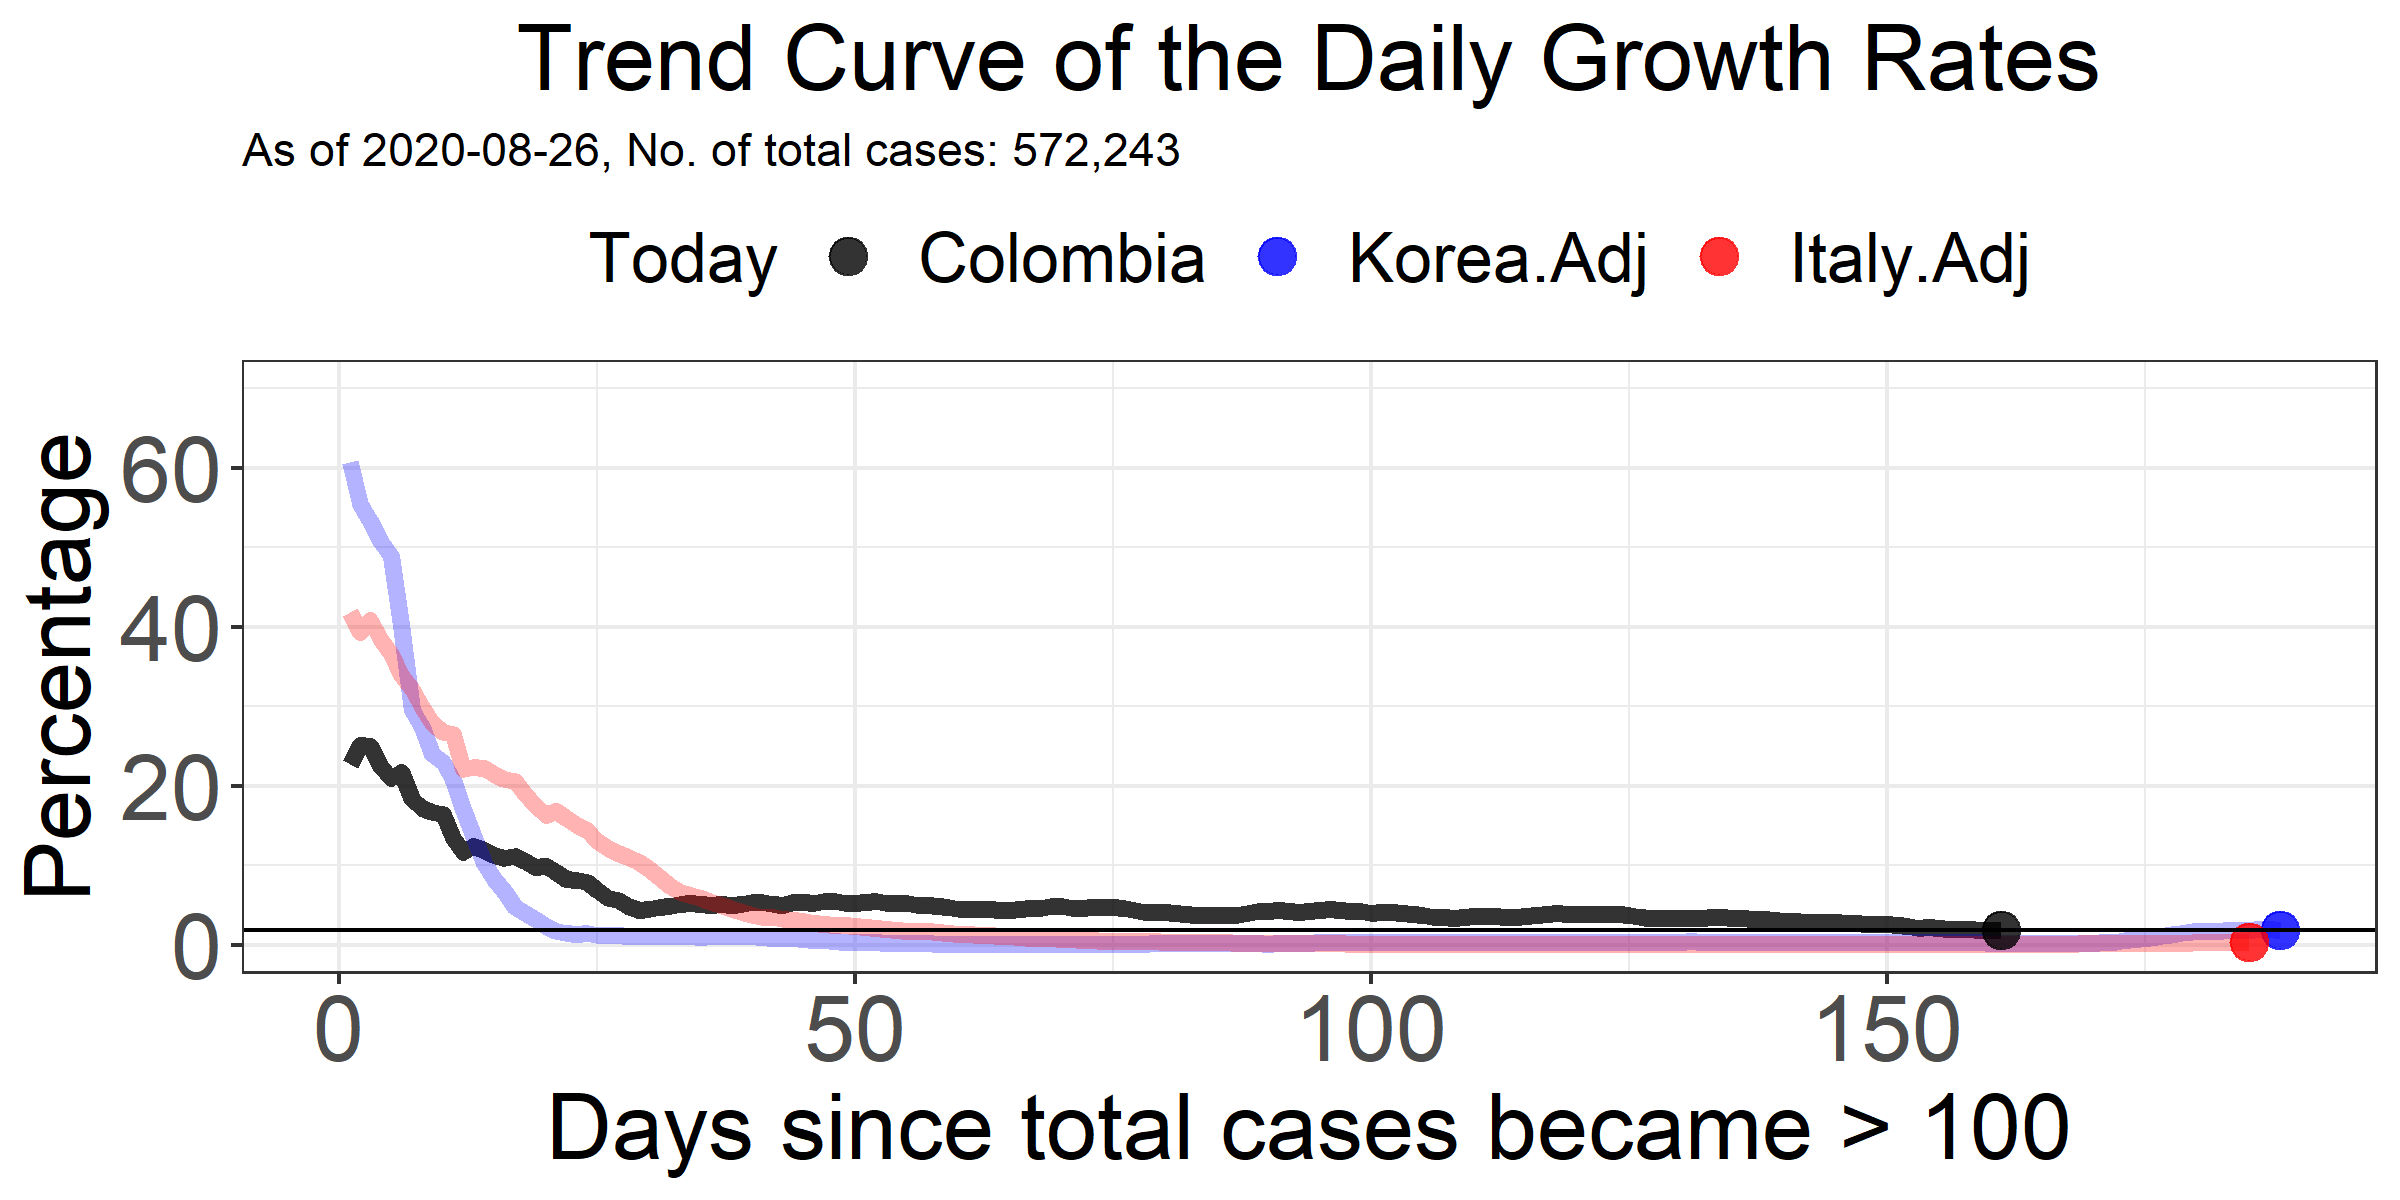 Trend Curve of the Daily Growth Rates
As of 2020-08-26, No. of total cases: 572,243
Today Colombia Korea.Adj Italy.Adj
Percentage
60
40
20
0
0 50 100 150
Days since total cases became > 100